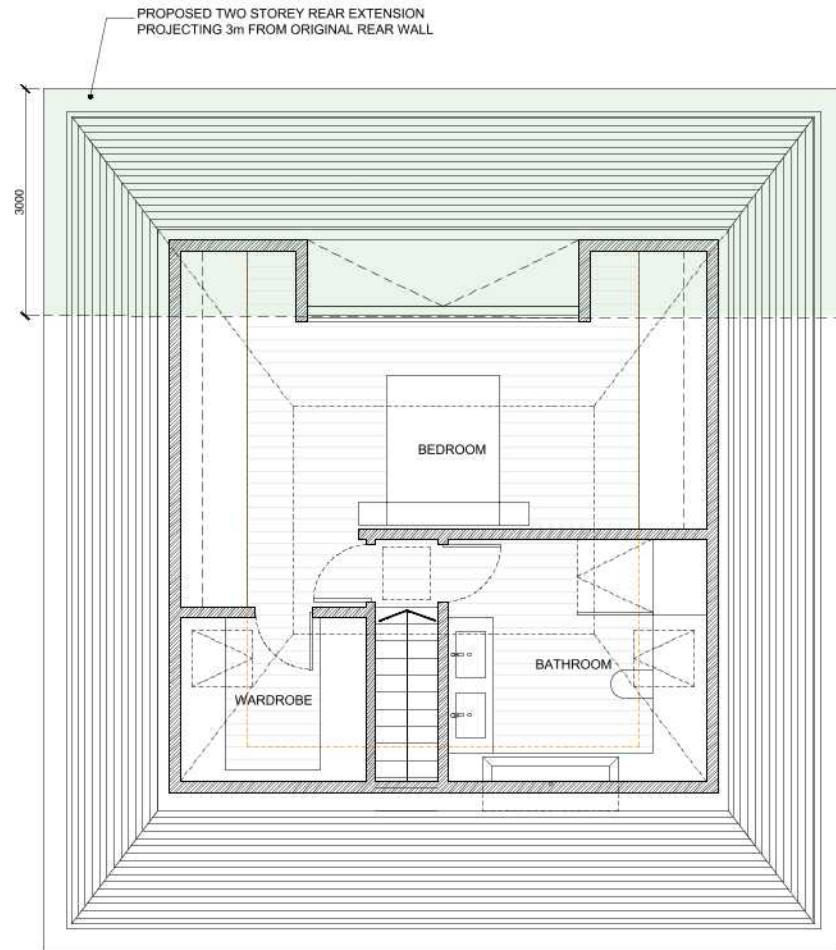 PROPOSED TWO STOREY REAR EXTENSION
PROJECTING 3m FROM ORIGINAL REAR WALL
3000
BEDROOM
BATHROOM
WARDROBE